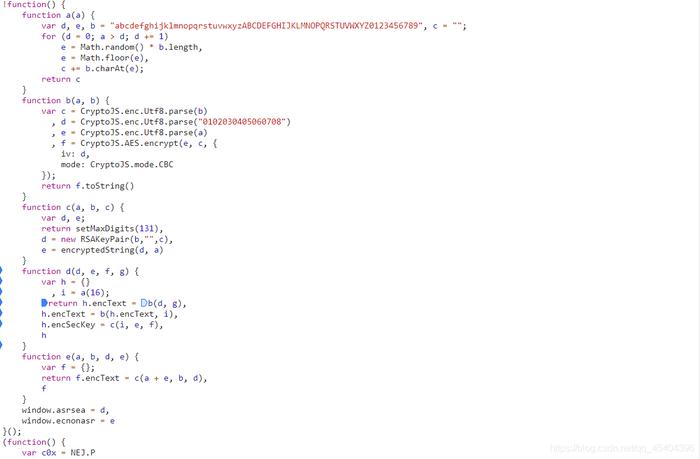 !function() {
    function a(a) {
        var d, e, b = "abcdefghijklmnopqrstuvwxyzABCDEFGHIJKLMNOPQRSTUVWXYZ0123456789", c = "";
        for (d = 0; a > d; d += 1)
            e = Math.random() * b.length,
            e = Math.floor(e),
            c += b.charAt(e);
        return c
    }
    function b(a, b) {
        var c = CryptoJS.enc.Utf8.parse(b)
          , d = CryptoJS.enc.Utf8.parse("0102030405060708")
          , e = CryptoJS.enc.Utf8.parse(a)
          , f = CryptoJS.AES.encrypt(e, c, {
            iv: d,
            mode: CryptoJS.mode.CBC
        });
        return f.toString()
    }
    function c(a, b, c) {
        var d, e;
        return setMaxDigits(131),
        d = new RSAKeyPair(b,"",c),
        e = encryptedString(d, a)
    }
    function d(d, e, f, g) {
        var h = {}
          , i = a(16);
        return h.encText = b(d, g),
        h.encText = b(h.encText, i),
        h.encSecKey = c(i, e, f),
        h
    }
    function e(a, b, d, e) {
        var f = {};
        return f.encText = c(a + e, b, d),
        f
    }
    window.asrsea = d,
    window.ecnonasr = e
}();
(function() {
    var c0x = NEJ.P
https://blog.csdn.net/qq_45404396